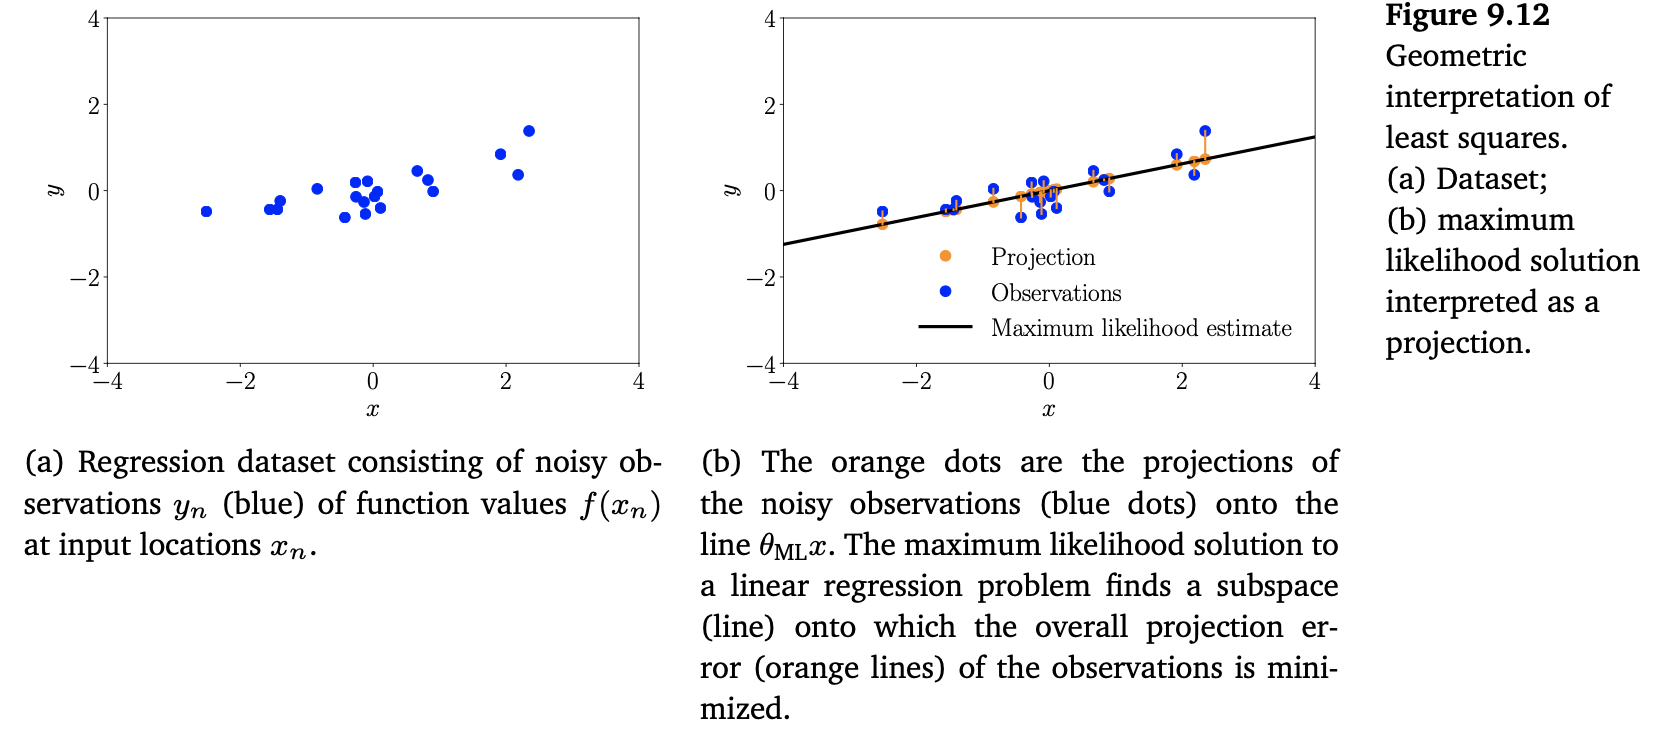 4
2
0
−2
−4
y
−4
−2
0
2
4
x
4
2
0
−2
−4
y
Projection
Observations
Maximum likelihood estimate
−4
−2
0
2
4
x
Figure 9.12
Geometric
interpretation of
least squares.
(a) Dataset;
(b) maximum
likelihood solution
interpreted as a
projection.
(a) Regression dataset consisting of noisy ob-
servations yₙ (blue) of function values f(xₙ)
at input locations xₙ.
(b) The orange dots are the projections of
the noisy observations (blue dots) onto the
line θ_ML x. The maximum likelihood solution to
a linear regression problem finds a subspace
(line) onto which the overall projection er-
ror (orange lines) of the observations is mini-
mized.